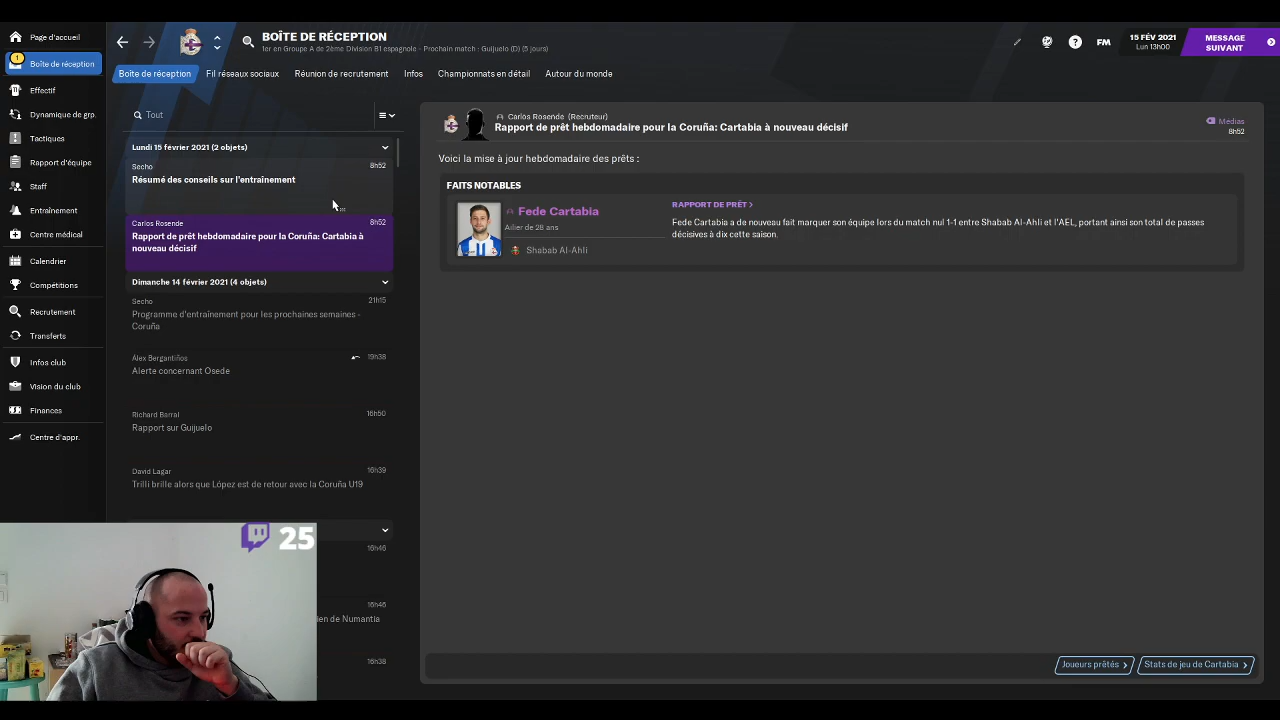 Page d'accueil
1
Boîte de réception
Effectif
Dynamique de grp.
Tactiques
Rapport d'équipe
Staff
Entraînement
Centre médical
Calendrier
Compétitions
Recrutement
Transferts
Infos club
Vision du club
Finances
Centre d'appr.
BOÎTE DE RÉCEPTION
1er en Groupe A de 2ème Division B1 espagnole - Prochain match : Guijuelo (D) (5 jours)
FM
15 FÉV 2021
Lun 13h00
MESSAGE
SUIVANT
Boîte de réception
Fil réseaux sociaux
Réunion de recrutement
Infos
Championnats en détail
Autour du monde
Tout
Lundi 15 février 2021 (2 objets)
Secho 8h52
Résumé des conseils sur l'entraînement
Carlos Rosende 8h52
Rapport de prêt hebdomadaire pour la Coruña: Cartabia à
nouveau décisif
Dimanche 14 février 2021 (4 objets)
Secho 21h15
Programme d'entraînement pour les prochaines semaines -
Coruña
Álex Bergantiños 19h38
Alerte concernant Osede
Richard Barral 16h50
Rapport sur Guijuelo
David Lagar 16h39
Trilli brille alors que López est de retour avec la Coruña U19
16h46
16h46
ien de Numantia
16h38
25
Carlos Rosende (Recruteur)
Rapport de prêt hebdomadaire pour la Coruña: Cartabia à nouveau décisif
Médias
8h52
Voici la mise à jour hebdomadaire des prêts :
FAITS NOTABLES
Fede Cartabia
Ailier de 28 ans
Shabab Al-Ahli
RAPPORT DE PRÊT >
Fede Cartabia a de nouveau fait marquer son équipe lors du match nul 1-1 entre Shabab Al-Ahli et l'AEL, portant ainsi son total de passes
décisives à dix cette saison.
Joueurs prêtés >
Stats de jeu de Cartabia >